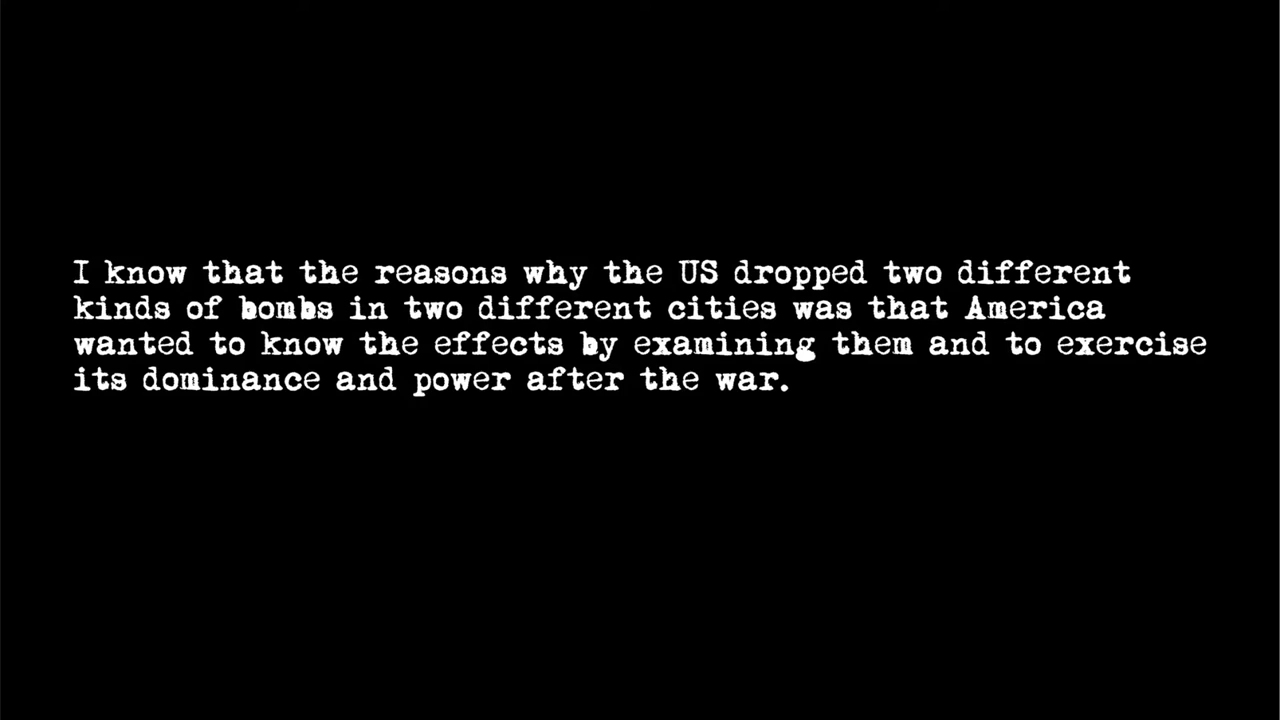 I know that the reasons why the US dropped two different
kinds of bombs in two different cities was that America
wanted to know the effects by examining them and to exercise
its dominance and power after the war.